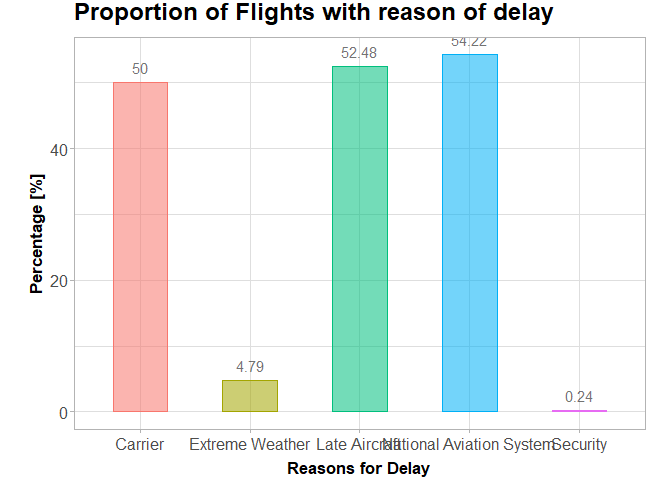 Proportion of Flights with reason of delay
54.22
52.48
50
40
Percentage [%]
20
4.79
0.24
0
Carrier
Extreme Weather
Late Aircraft
National Aviation System
Security
Reasons for Delay